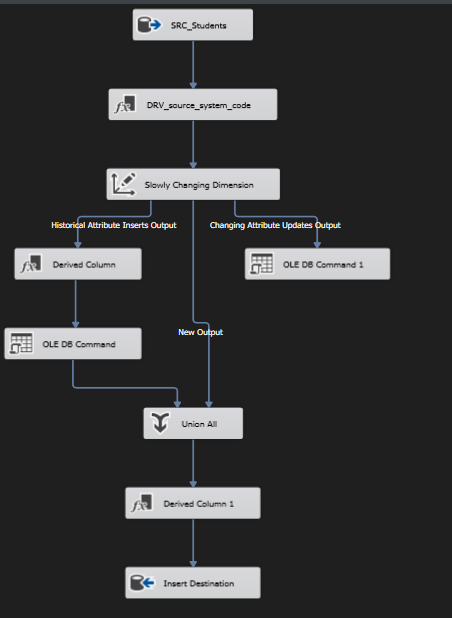 SRC_Students
DRV_source_system_code
Slowly Changing Dimension
Historical Attribute Inserts Output
Changing Attribute Updates Output
Derived Column
OLE DB Command 1
New Output
OLE DB Command
Union All
Derived Column 1
Insert Destination